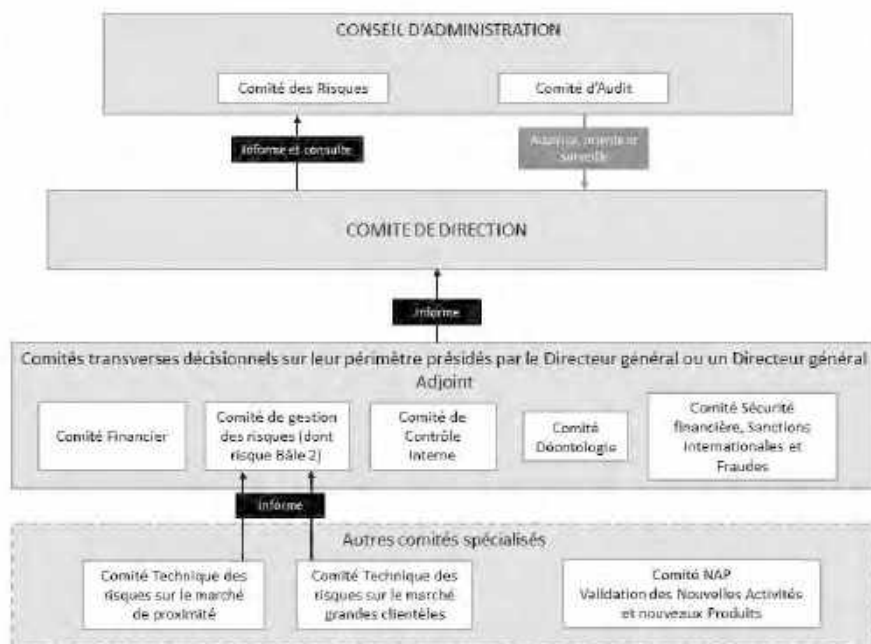 CONSEIL D'ADMINISTRATION
Comité des Risques
Comité d'Audit
Informe et consulte
surveille
COMITE DE DIRECTION
Informe
Comités transverses décisionnels sur leur périmètre présidés par le Directeur général ou un Directeur général
Adjoint
Comité Financier
Comité de gestion
des risques (dont
risque Bâle 2)
Comité de
Contrôle
Interne
Comité
Déontologie
Comité Sécurité
financière, Sanctions
Internationales et
Fraudes
Informe
Autres comités spécialisés
Comité Technique des
risques sur le marché
de proximité
Comité Technique des
risques sur le marché
grandes clientèles
Comité NAP
Validation des Nouvelles Activités
et nouveaux Produits